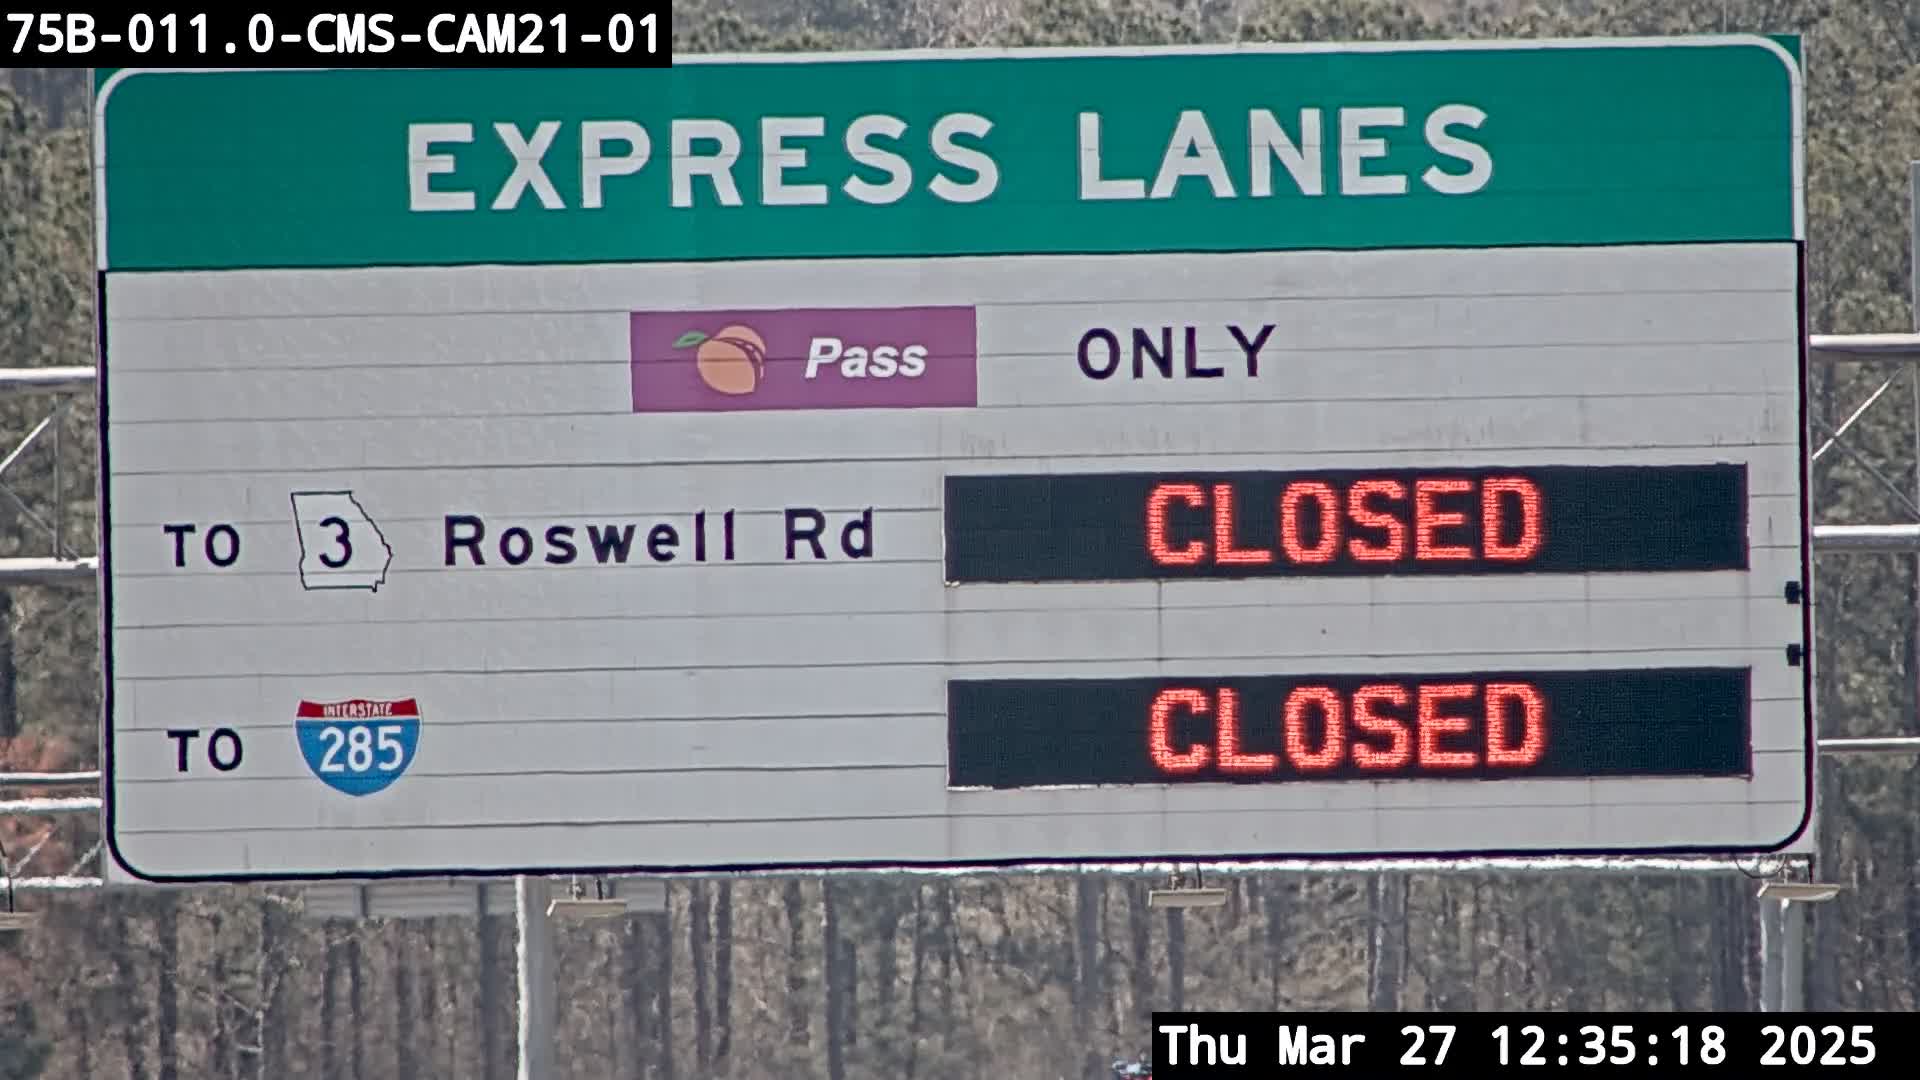 75B-011.0-CMS-CAM21-01
EXPRESS LANES
Pass ONLY
TO 3 Roswell Rd CLOSED
INTERSTATE
TO 285 CLOSED
Thu Mar 27 12:35:18 2025